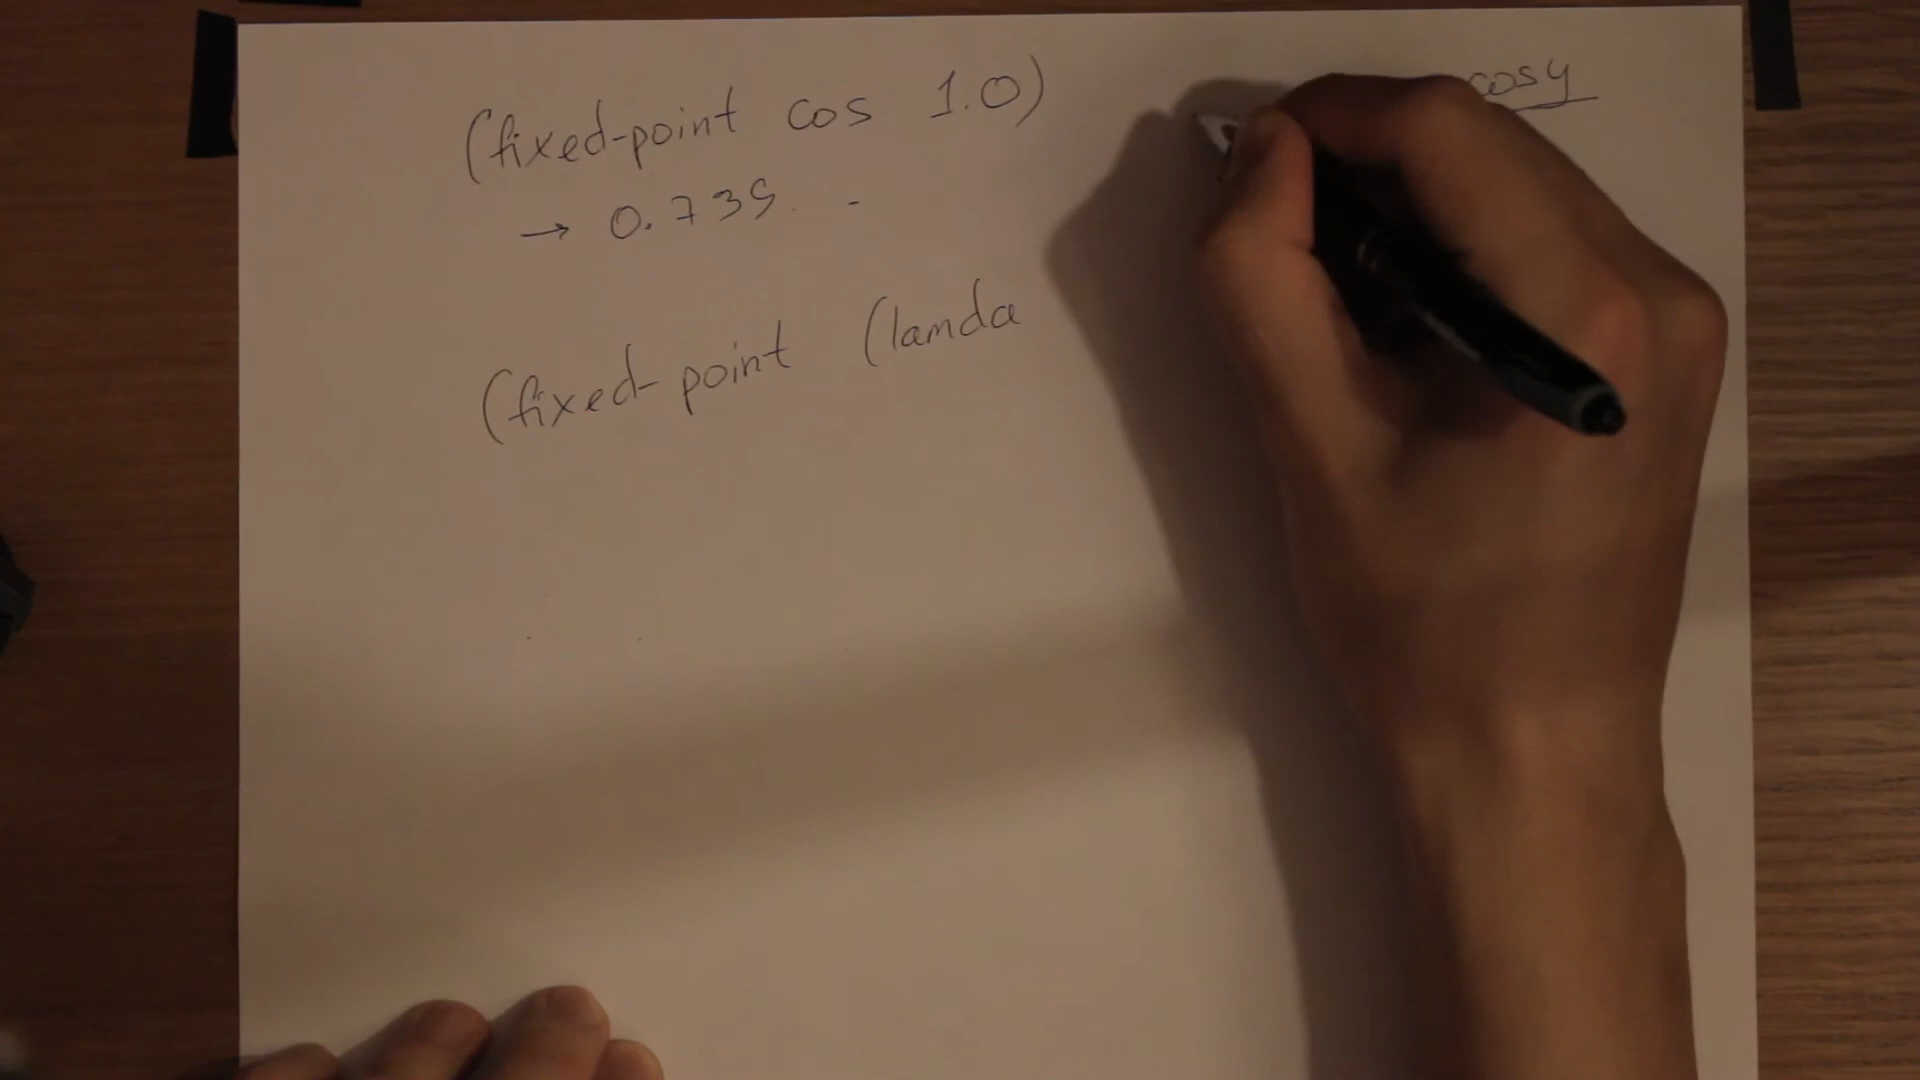 (fixed-point cos 1.0)
cosy
→ 0.739 -
(fixed-point (lamda